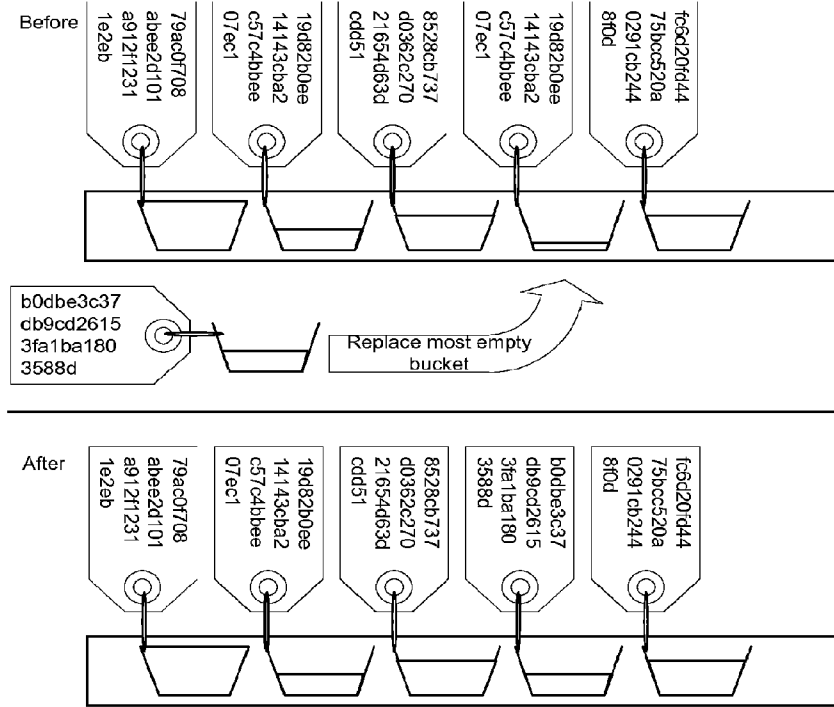 Before
79ac0f708
abee2d101
a912f1231
1e2eb
19d82b0ee
14143cba2
c57c4bbee
07ec1
8528cb737
d0362c270
21654d63d
cdd51
19d82b0ee
14143cba2
c57c4bbee
07ec1
fc6d20fd44
75bcc520a
0291cb244
8f0d
b0dbe3c37
db9cd2615
3fa1ba180
3588d
Replace most empty
bucket
After
79ac0f708
abee2d101
a912f1231
1e2eb
19d82b0ee
14143cba2
c57c4bbee
07ec1
8528cb737
d0362c270
21654d63d
cdd51
b0dbe3c37
db9cd2615
3fa1ba180
3588d
fc6d20fd44
75bcc520a
0291cb244
8f0d